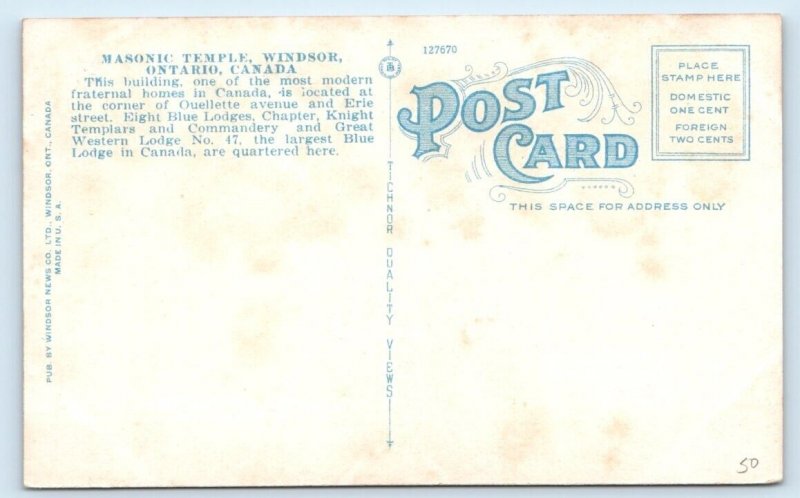 MASONIC TEMPLE, WINDSOR,
ONTARIO, CANADA
This building, one of the most modern
fraternal homes in Canada, is located at
the corner of Ouellette avenue and Erie
street. Eight Blue Lodges, Chapter, Knight
Templars and Commandery and Great
Western Lodge No. 47, the largest Blue
Lodge in Canada, are quartered here.
PUB. BY WINDSOR NEWS CO. LTD., WINDSOR, ONT., CANADA
MADE IN U. S. A.
TICHNOR QUALITY VIEWS
127670
POST
CARD
THIS SPACE FOR ADDRESS ONLY
PLACE
STAMP HERE
DOMESTIC
ONE CENT
FOREIGN
TWO CENTS
50